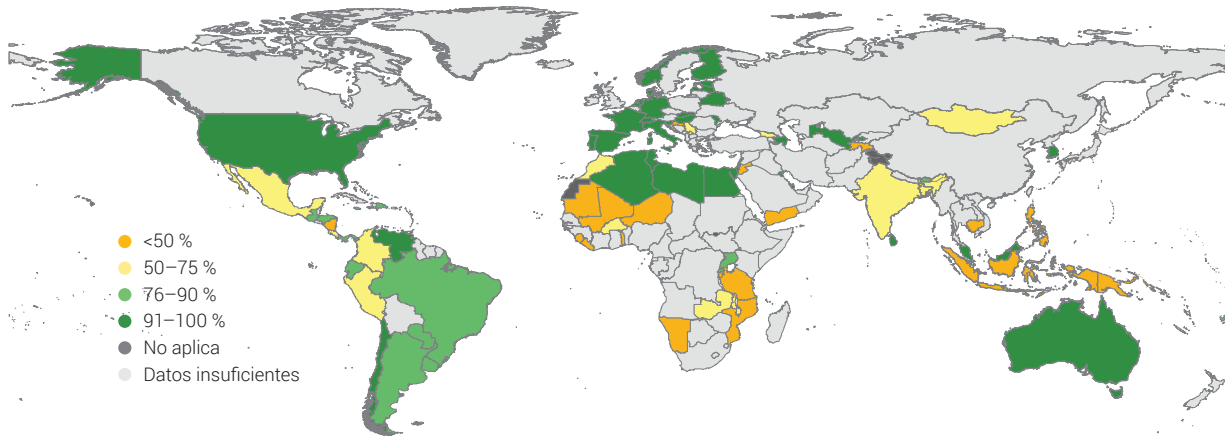 <50 %
50–75 %
76–90 %
91–100 %
No aplica
Datos insuficientes